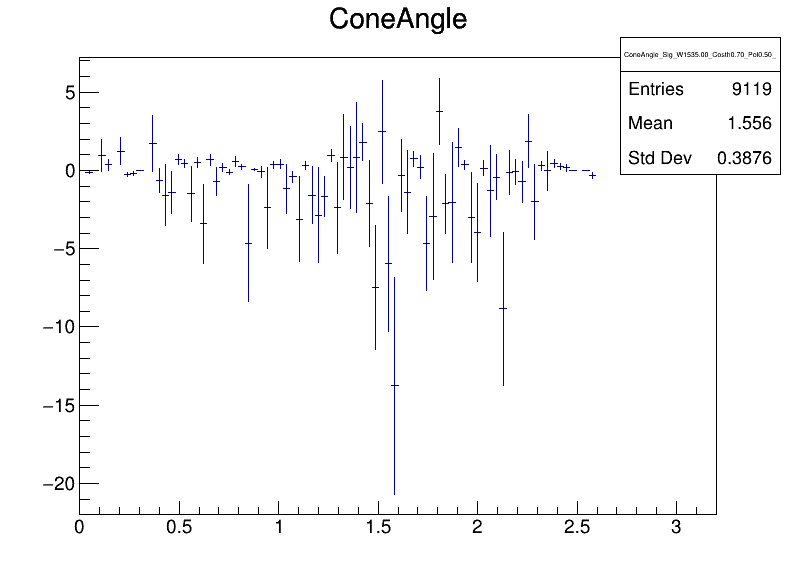 ConeAngle
ConeAngle_Sig_W1535.00_Costh0.70_Pol0.50_
Entries 9119
Mean 1.556
Std Dev 0.3876
5
0
−5
−10
−15
−20
0 0.5 1 1.5 2 2.5 3